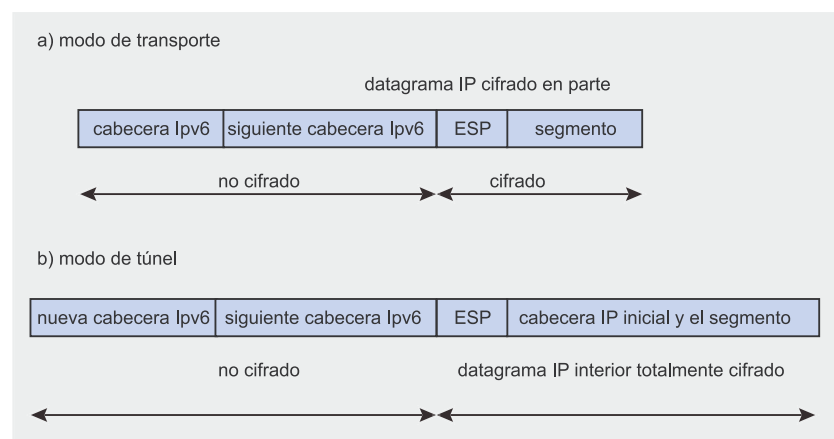 a) modo de transporte
datagrama IP cifrado en parte
cabecera Ipv6 siguiente cabecera Ipv6 ESP segmento
no cifrado cifrado
b) modo de túnel
nueva cabecera Ipv6 siguiente cabecera Ipv6 ESP cabecera IP inicial y el segmento
no cifrado datagrama IP interior totalmente cifrado